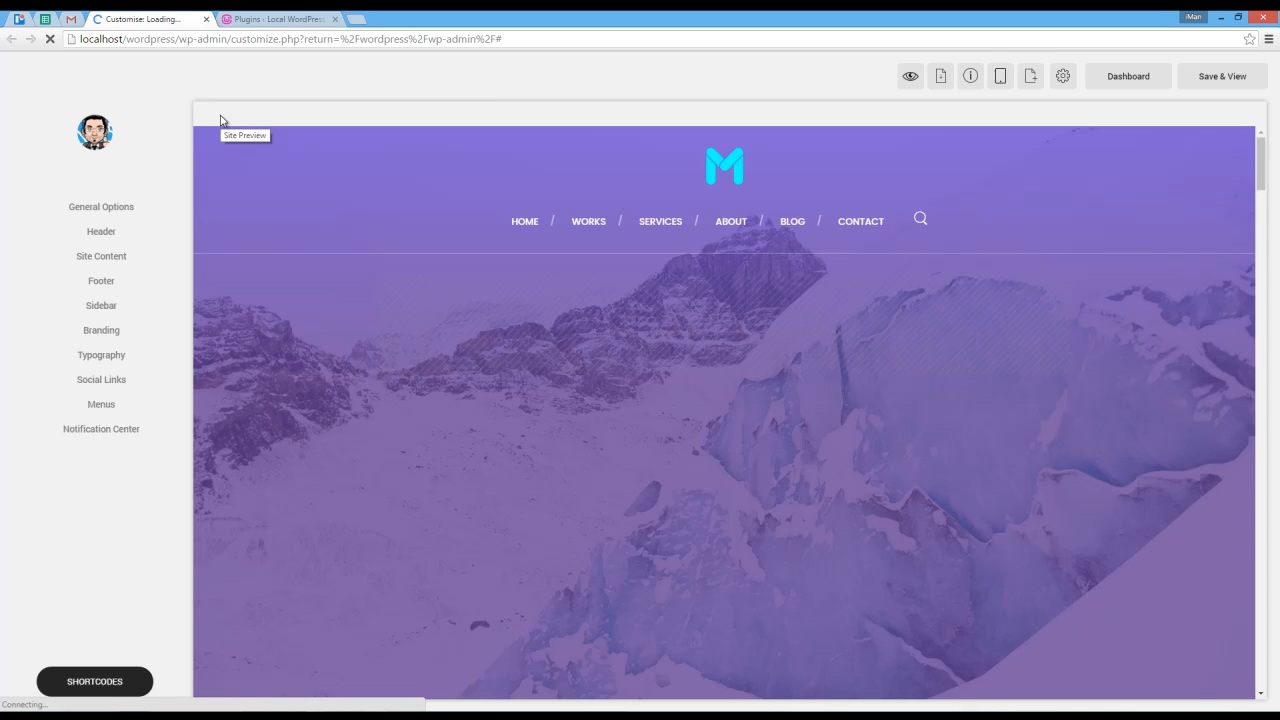 Customise: Loading...
Plugins ‹ Local WordPress
iMan
localhost/wordpress/wp-admin/customize.php?return=%2Fwordpress%2Fwp-admin%2F#
Dashboard
Save & View
Site Preview
M
HOME / WORKS / SERVICES / ABOUT / BLOG / CONTACT
General Options
Header
Site Content
Footer
Sidebar
Branding
Typography
Social Links
Menus
Notification Center
SHORTCODES
Connecting...